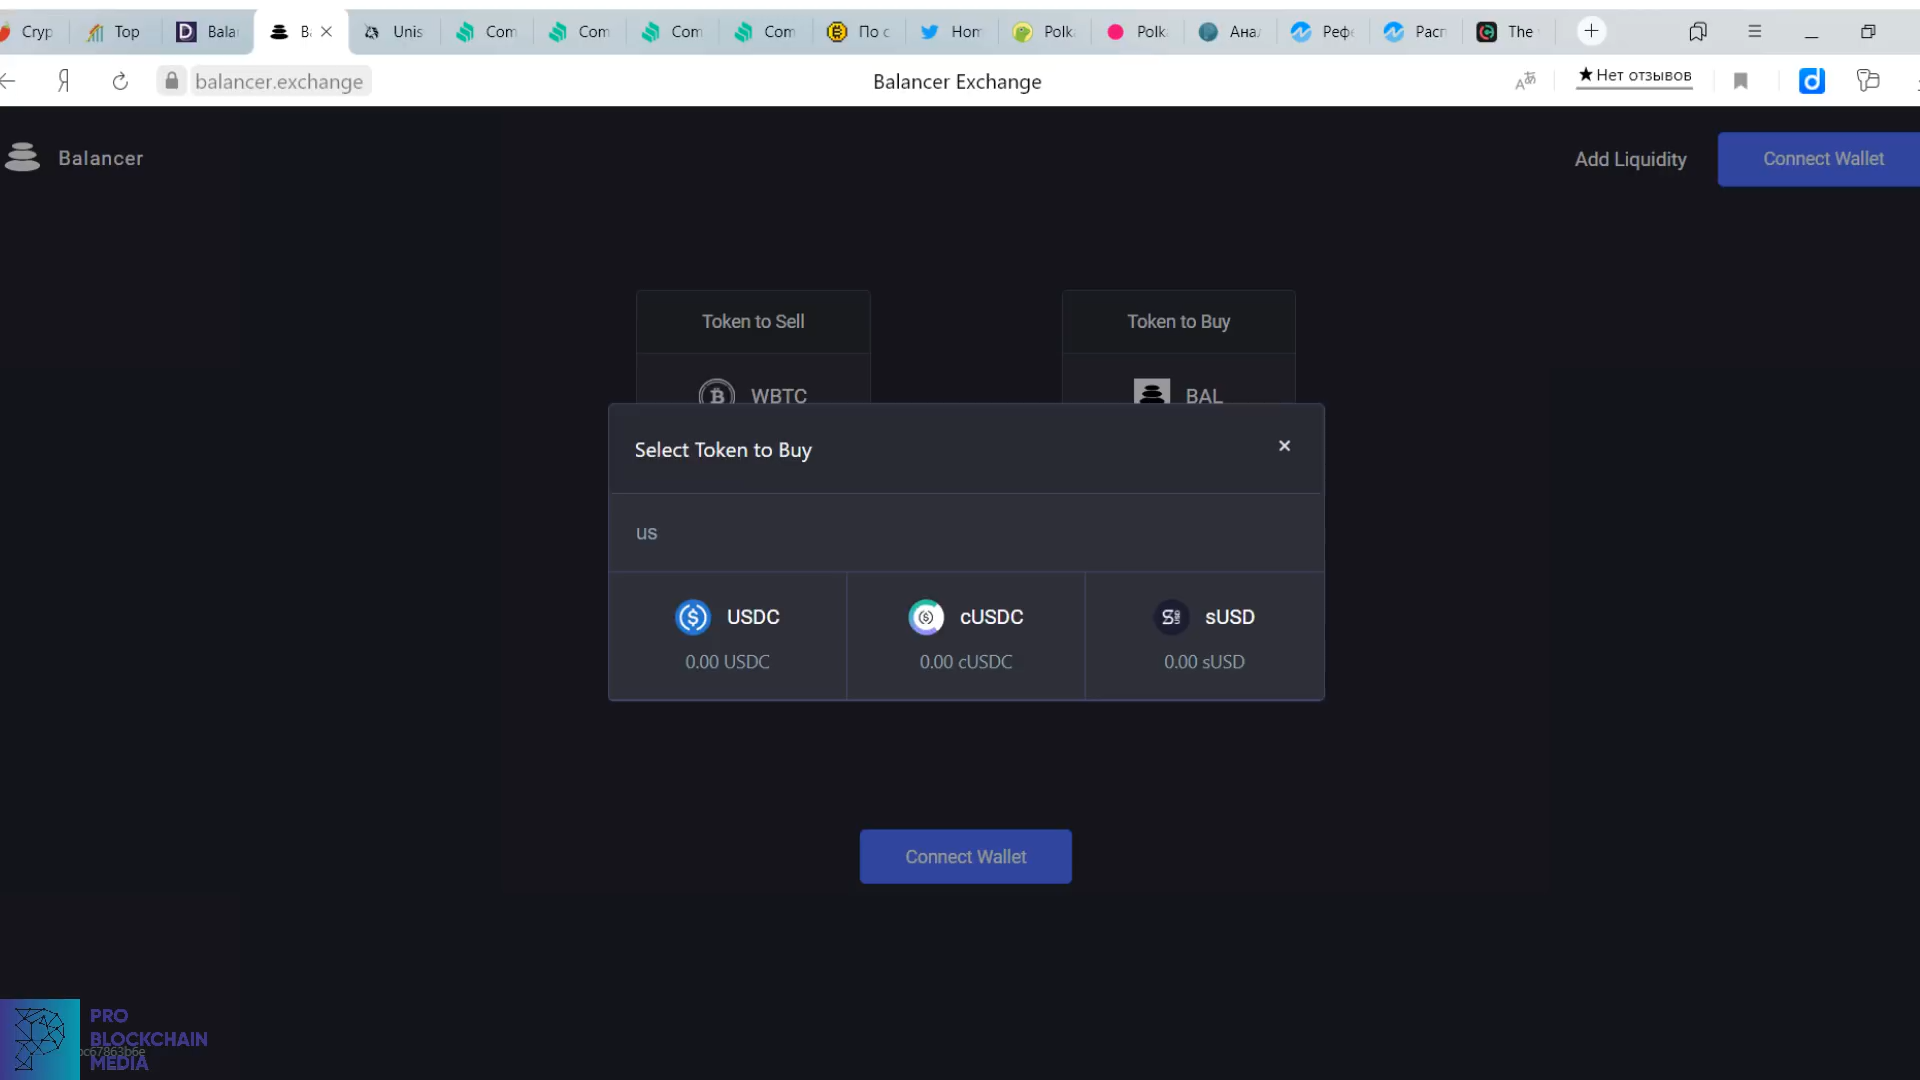 Cryp Top Bala Ba Unis Com Com Com Com По с Hom Polk Polk Ана Реф Расп The
Я balancer.exchange Balancer Exchange ★ Нет отзывов
Balancer Add Liquidity Connect Wallet
Token to Sell Token to Buy
WBTC BAL
Select Token to Buy
us
USDC cUSDC sUSD
0.00 USDC 0.00 cUSDC 0.00 sUSD
Connect Wallet
PRO
BLOCKCHAIN
MEDIA